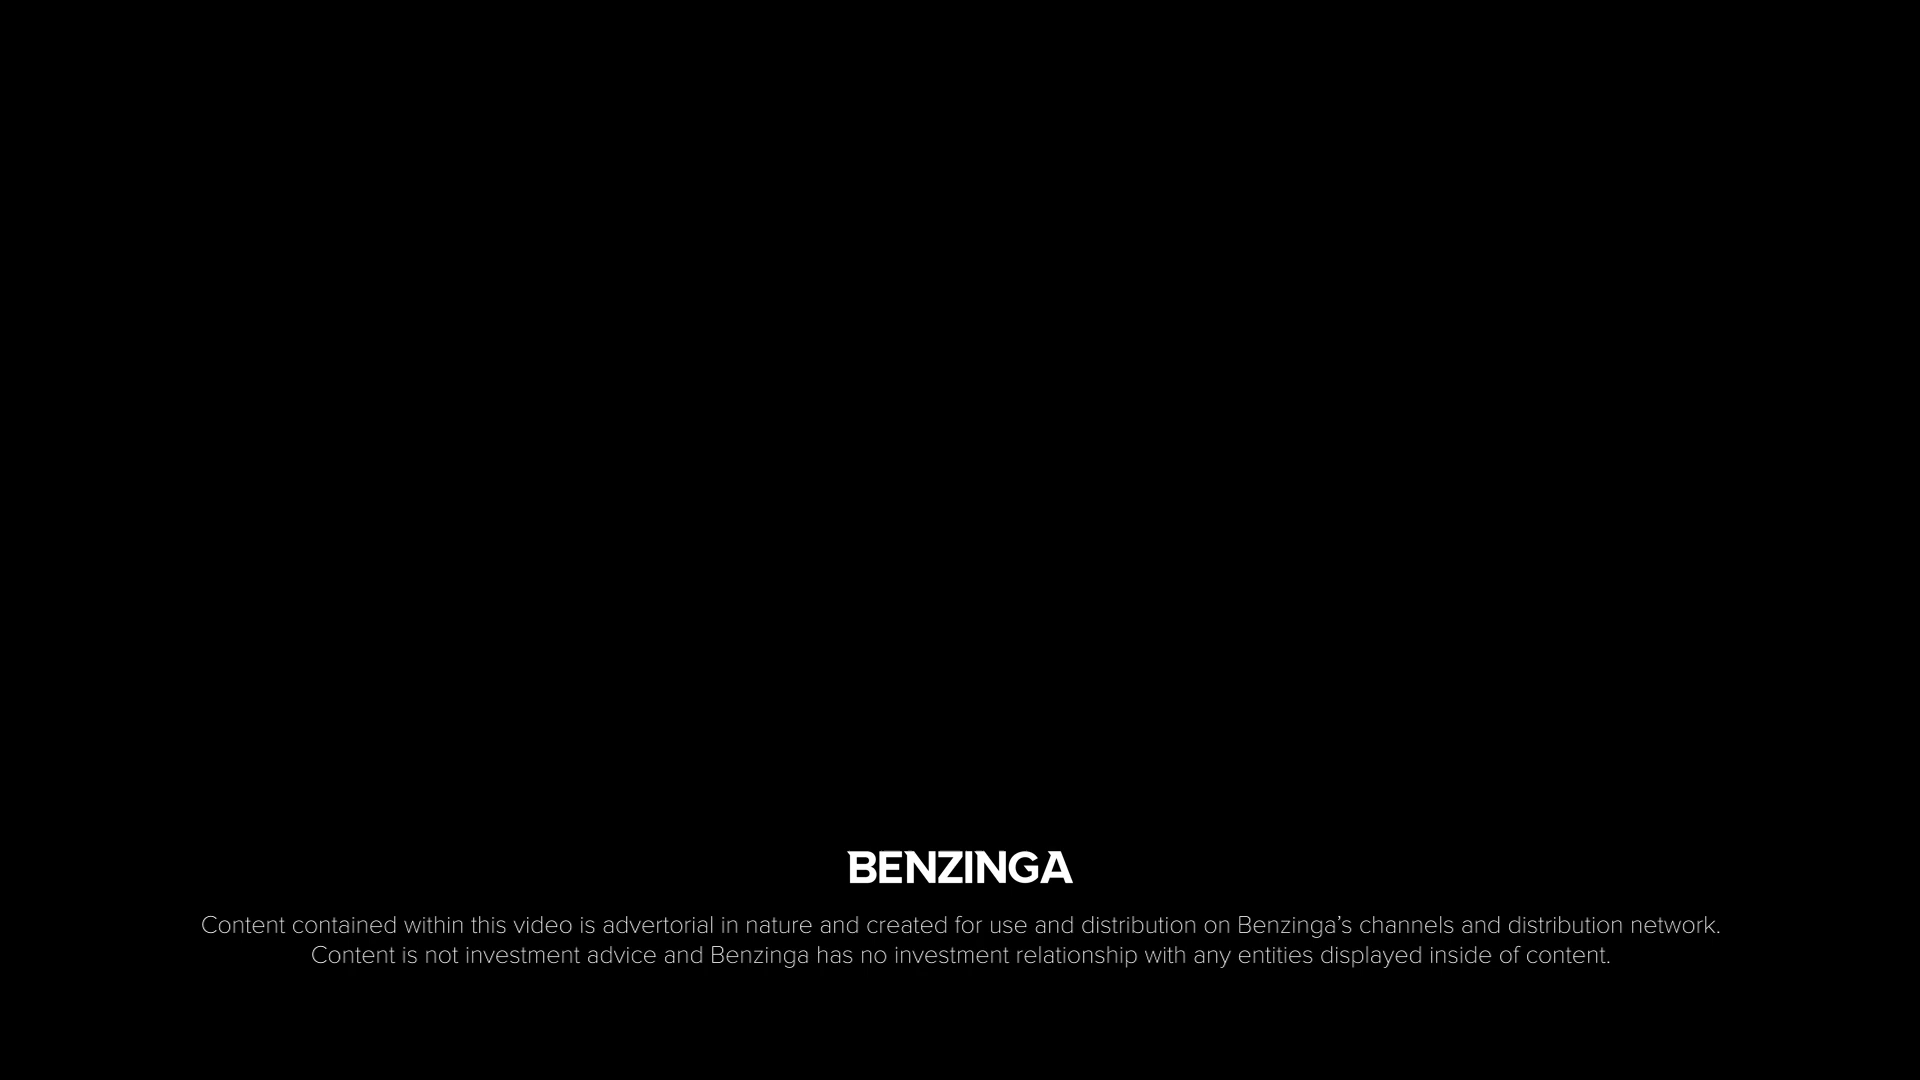 BENZINGA
Content contained within this video is advertorial in nature and created for use and distribution on Benzinga’s channels and distribution network.
Content is not investment advice and Benzinga has no investment relationship with any entities displayed inside of content.